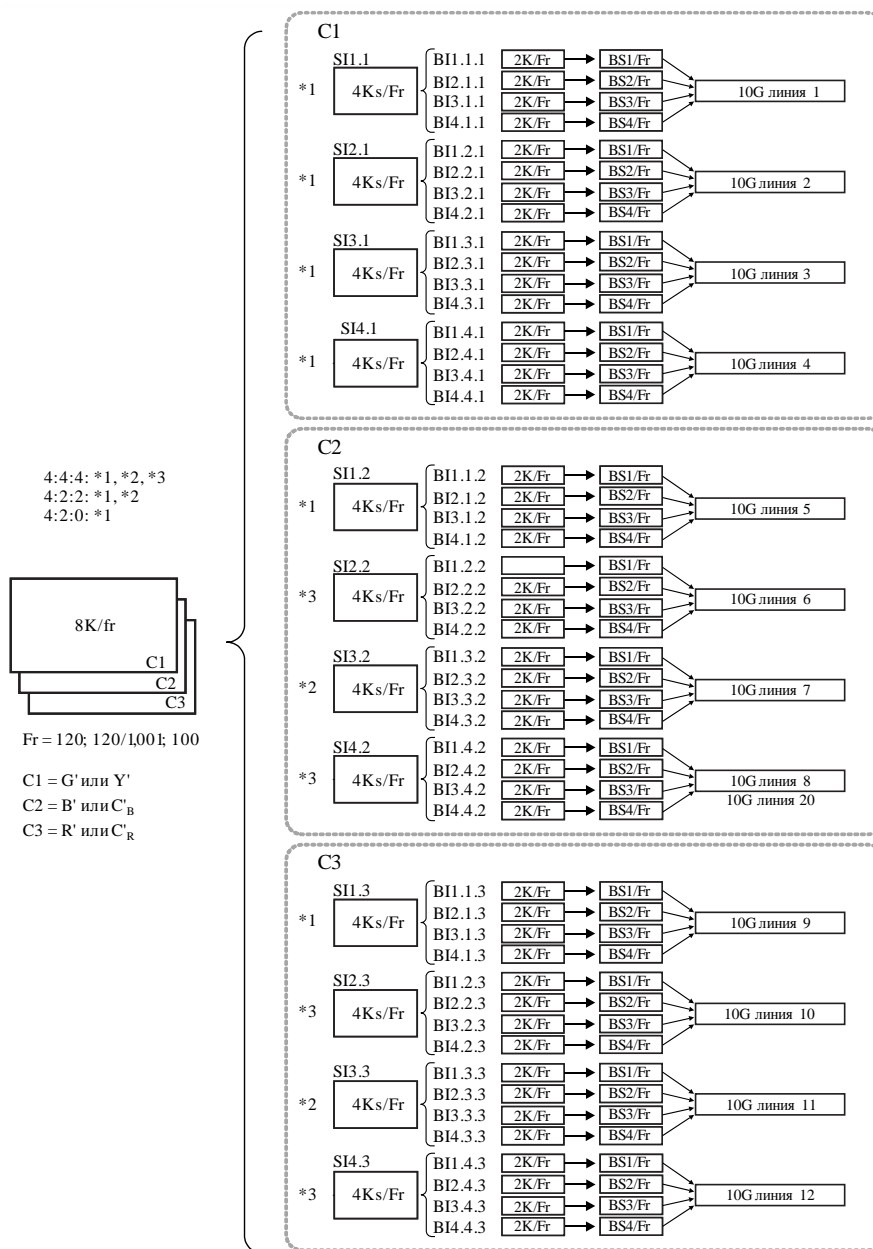 4:4:4: *1, *2, *3
4:2:2: *1, *2
4:2:0: *1
8K/fr
C1
C2
C3
Fr = 120; 120/1,001; 100
C1 = G' или Y'
C2 = B' или C'B
C3 = R' или C'R
C1
SI1.1
*1
4Ks/Fr
BI1.1.1 2K/Fr BS1/Fr
BI2.1.1 2K/Fr BS2/Fr
BI3.1.1 2K/Fr BS3/Fr
BI4.1.1 2K/Fr BS4/Fr
10G линия 1
SI2.1
*1
4Ks/Fr
BI1.2.1 2K/Fr BS1/Fr
BI2.2.1 2K/Fr BS2/Fr
BI3.2.1 2K/Fr BS3/Fr
BI4.2.1 2K/Fr BS4/Fr
10G линия 2
SI3.1
*1
4Ks/Fr
BI1.3.1 2K/Fr BS1/Fr
BI2.3.1 2K/Fr BS2/Fr
BI3.3.1 2K/Fr BS3/Fr
BI4.3.1 2K/Fr BS4/Fr
10G линия 3
SI4.1
*1
4Ks/Fr
BI1.4.1 2K/Fr BS1/Fr
BI2.4.1 2K/Fr BS2/Fr
BI3.4.1 2K/Fr BS3/Fr
BI4.4.1 2K/Fr BS4/Fr
10G линия 4
C2
SI1.2
*1
4Ks/Fr
BI1.1.2 2K/Fr BS1/Fr
BI2.1.2 2K/Fr BS2/Fr
BI3.1.2 2K/Fr BS3/Fr
BI4.1.2 2K/Fr BS4/Fr
10G линия 5
SI2.2
*3
4Ks/Fr
BI1.2.2 BS1/Fr
BI2.2.2 2K/Fr BS2/Fr
BI3.2.2 2K/Fr BS3/Fr
BI4.2.2 2K/Fr BS4/Fr
10G линия 6
SI3.2
*2
4Ks/Fr
BI1.3.2 2K/Fr BS1/Fr
BI2.3.2 2K/Fr BS2/Fr
BI3.3.2 2K/Fr BS3/Fr
BI4.3.2 2K/Fr BS4/Fr
10G линия 7
SI4.2
*3
4Ks/Fr
BI1.4.2 2K/Fr BS1/Fr
BI2.4.2 2K/Fr BS2/Fr
BI3.4.2 2K/Fr BS3/Fr
BI4.4.2 2K/Fr BS4/Fr
10G линия 8
10G линия 20
C3
SI1.3
*1
4Ks/Fr
BI1.1.3 2K/Fr BS1/Fr
BI2.1.3 2K/Fr BS2/Fr
BI3.1.3 2K/Fr BS3/Fr
BI4.1.3 2K/Fr BS4/Fr
10G линия 9
SI2.3
*3
4Ks/Fr
BI1.2.3 2K/Fr BS1/Fr
BI2.2.3 2K/Fr BS2/Fr
BI3.2.3 2K/Fr BS3/Fr
BI4.2.3 2K/Fr BS4/Fr
10G линия 10
SI3.3
*2
4Ks/Fr
BI1.3.3 2K/Fr BS1/Fr
BI2.3.3 2K/Fr BS2/Fr
BI3.3.3 2K/Fr BS3/Fr
BI4.3.3 2K/Fr BS4/Fr
10G линия 11
SI4.3
*3
4Ks/Fr
BI1.4.3 2K/Fr BS1/Fr
BI2.4.3 2K/Fr BS2/Fr
BI3.4.3 2K/Fr BS3/Fr
BI4.4.3 2K/Fr BS4/Fr
10G линия 12